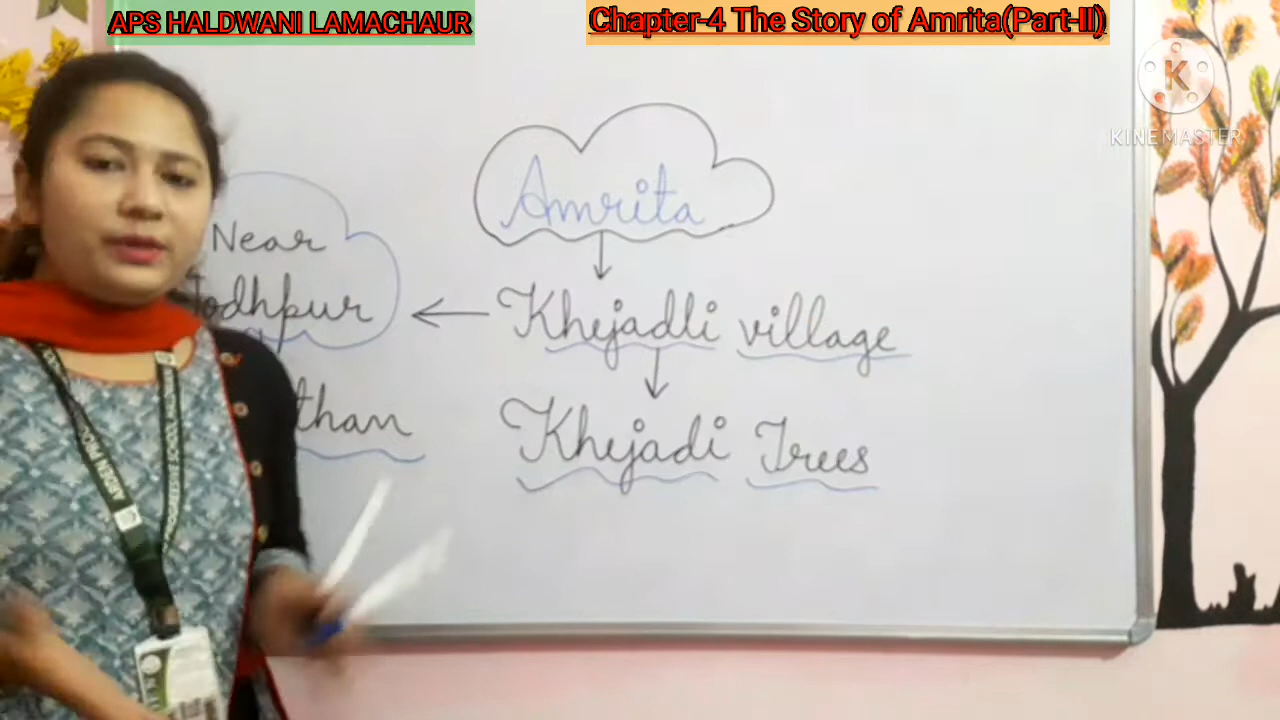 APS HALDWANI LAMACHAUR
Chapter-4 The Story of Amrita(Part-II)
K
KINEMASTER
Amrita
Near
Jodhpur
Khejadli village
than
Khejadi Trees